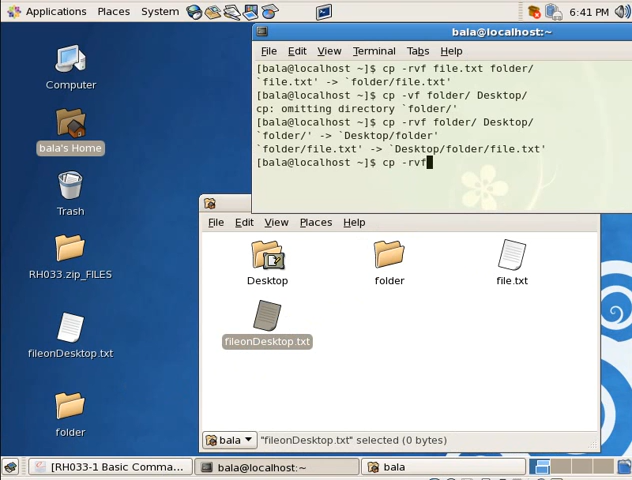 Applications Places System
6:41 PM
Computer
bala's Home
Trash
RH033.zip_FILES
fileonDesktop.txt
folder
bala@localhost:~
File Edit View Terminal Tabs Help
[bala@localhost ~]$ cp -rvf file.txt folder/
`file.txt' -> `folder/file.txt'
[bala@localhost ~]$ cp -vf folder/ Desktop/
cp: omitting directory `folder/'
[bala@localhost ~]$ cp -rvf folder/ Desktop/
`folder/' -> `Desktop/folder'
`folder/file.txt' -> `Desktop/folder/file.txt'
[bala@localhost ~]$ cp -rvf
File Edit View Places Help
Desktop
folder
file.txt
fileonDesktop.txt
bala
"fileonDesktop.txt" selected (0 bytes)
[RH033-1 Basic Comma...
bala@localhost:~
bala